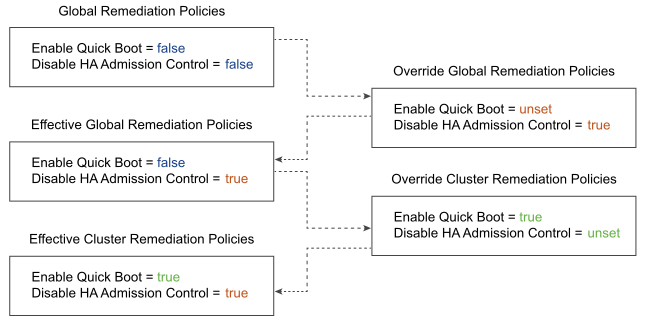 Global Remediation Policies
Enable Quick Boot = false
Disable HA Admission Control = false
Override Global Remediation Policies
Enable Quick Boot = unset
Disable HA Admission Control = true
Effective Global Remediation Policies
Enable Quick Boot = false
Disable HA Admission Control = true
Override Cluster Remediation Policies
Enable Quick Boot = true
Disable HA Admission Control = unset
Effective Cluster Remediation Policies
Enable Quick Boot = true
Disable HA Admission Control = true